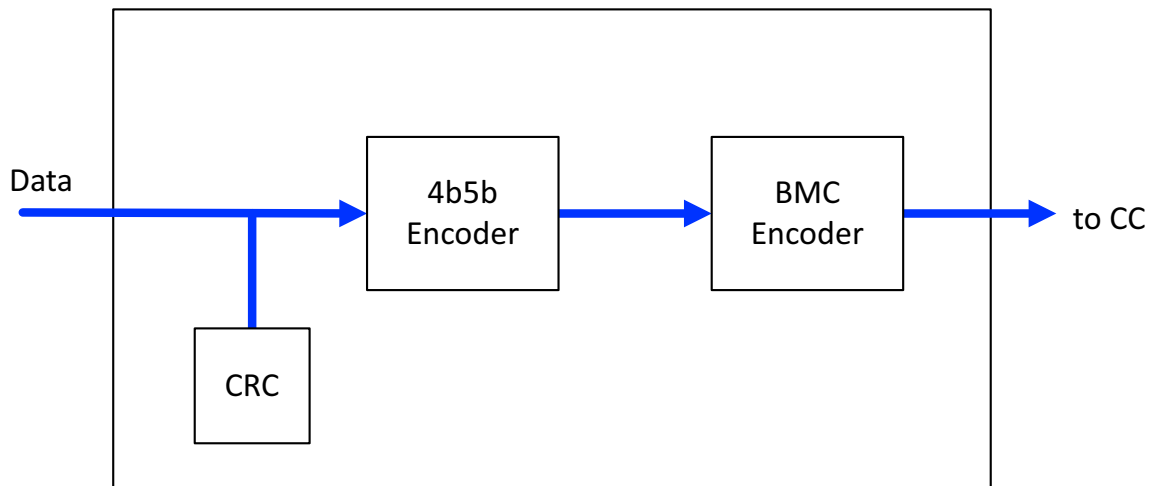 Data
4b5b
Encoder
BMC
Encoder
to CC
CRC